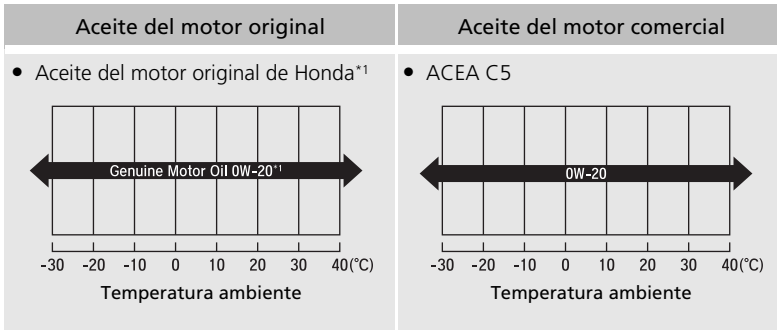 Aceite del motor original
Aceite del motor comercial
• Aceite del motor original de Honda*1
Genuine Motor Oil 0W-20*1
-30 -20 -10 0 10 20 30 40(°C)
Temperatura ambiente
• ACEA C5
0W-20
-30 -20 -10 0 10 20 30 40(°C)
Temperatura ambiente